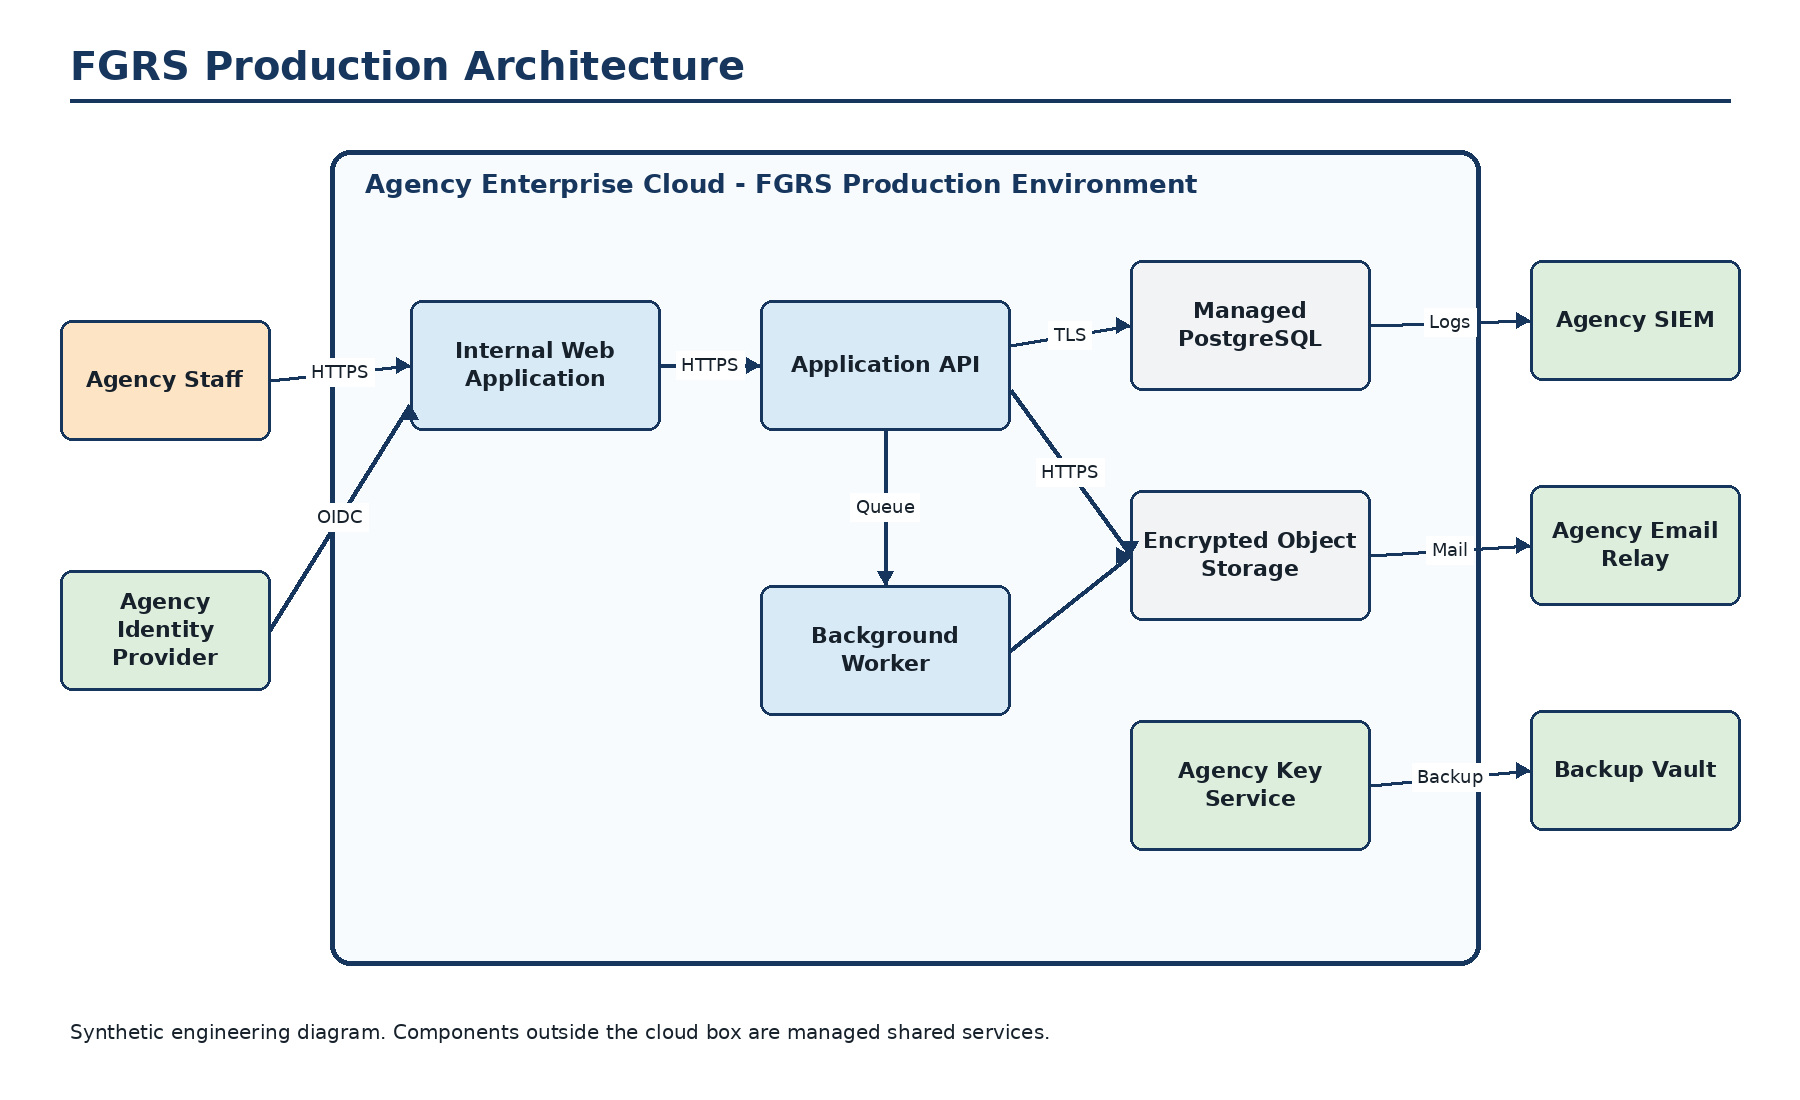 FGRS Production Architecture
Agency Enterprise Cloud - FGRS Production Environment
Agency Staff
HTTPS
Internal Web
Application
HTTPS
Application API
TLS
Managed
PostgreSQL
Logs
Agency SIEM
OIDC
Agency
Identity
Provider
Queue
HTTPS
Encrypted Object
Storage
Mail
Agency Email
Relay
Background
Worker
Agency Key
Service
Backup
Backup Vault
Synthetic engineering diagram. Components outside the cloud box are managed shared services.